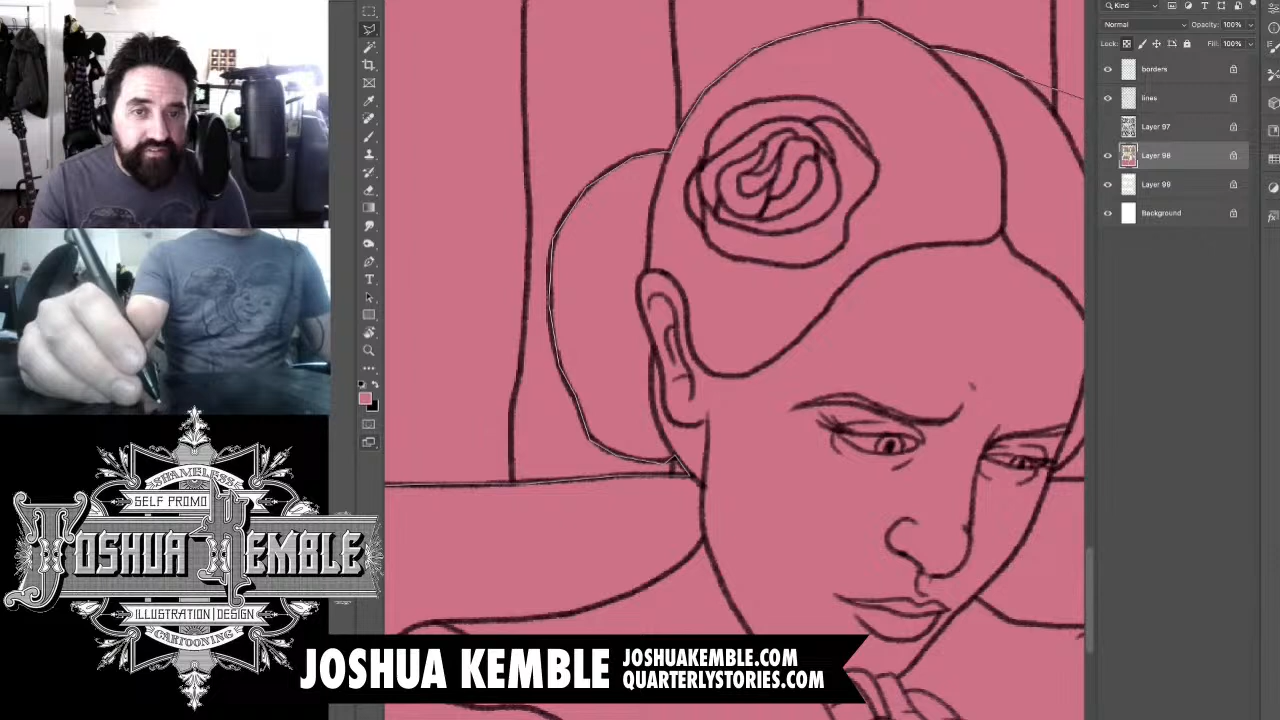 Kind
Normal
Opacity: 100%
Lock:
Fill: 100%
borders
lines
Layer 97
Layer 98
Layer 99
Background
SHAMELESS
SELF PROMO
JOSHUA KEMBLE
ILLUSTRATION|DESIGN
CARTOONING
JOSHUA KEMBLE
JOSHUAKEMBLE.COM
QUARTERLYSTORIES.COM